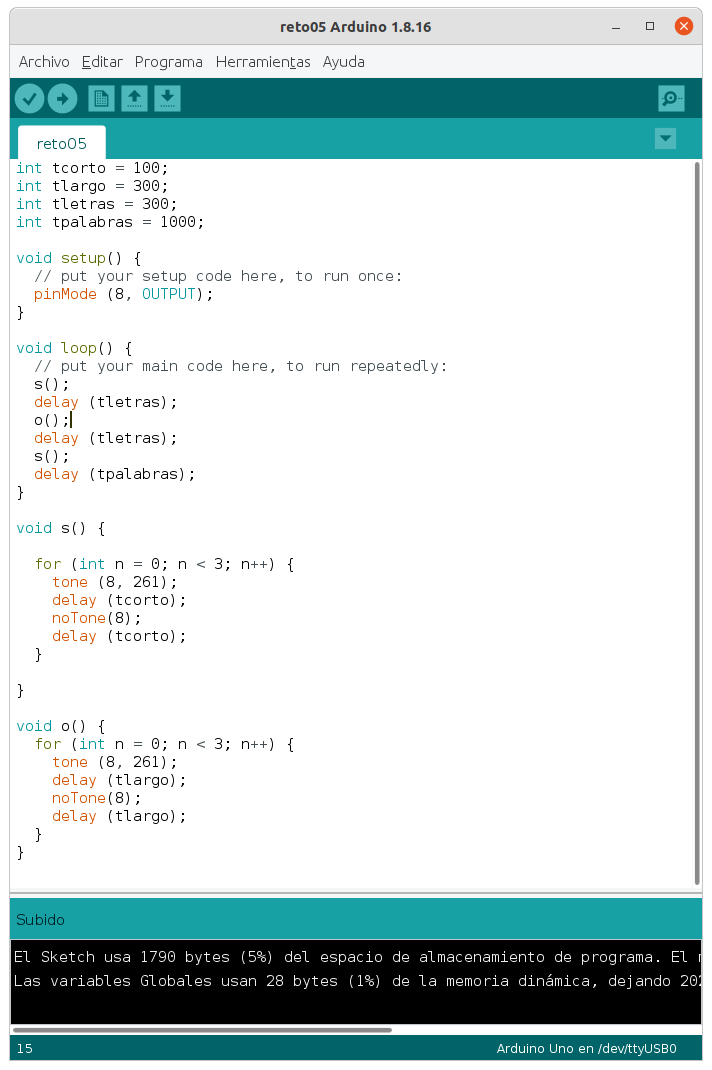 reto05 Arduino 1.8.16
Archivo Editar Programa Herramientas Ayuda
reto05
int tcorto = 100;
int tlargo = 300;
int tletras = 300;
int tpalabras = 1000;
void setup() {
// put your setup code here, to run once:
pinMode (8, OUTPUT);
}
void loop() {
// put your main code here, to run repeatedly:
s();
delay (tletras);
o();
delay (tletras);
s();
delay (tpalabras);
}
void s() {
for (int n = 0; n < 3; n++) {
tone (8, 261);
delay (tcorto);
noTone(8);
delay (tcorto);
}
}
void o() {
for (int n = 0; n < 3; n++) {
tone (8, 261);
delay (tlargo);
noTone(8);
delay (tlargo);
}
}
Subido
El Sketch usa 1790 bytes (5%) del espacio de almacenamiento de programa. El
Las variables Globales usan 28 bytes (1%) de la memoria dinámica, dejando
15 Arduino Uno en /dev/ttyUSB0